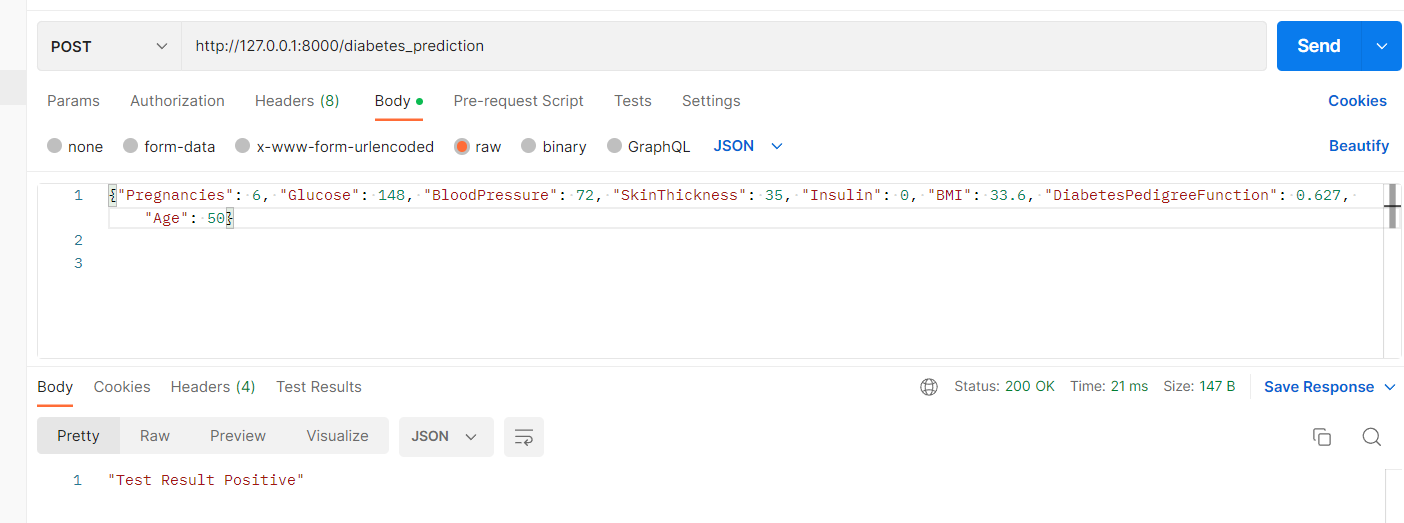 POST http://127.0.0.1:8000/diabetes_prediction Send
Params Authorization Headers (8) Body Pre-request Script Tests Settings Cookies
none form-data x-www-form-urlencoded raw binary GraphQL JSON Beautify
1 {"Pregnancies": 6, "Glucose": 148, "BloodPressure": 72, "SkinThickness": 35, "Insulin": 0, "BMI": 33.6, "DiabetesPedigreeFunction": 0.627,
"Age": 50}
2
3
Body Cookies Headers (4) Test Results Status: 200 OK Time: 21 ms Size: 147 B Save Response
Pretty Raw Preview Visualize JSON
1 "Test Result Positive"